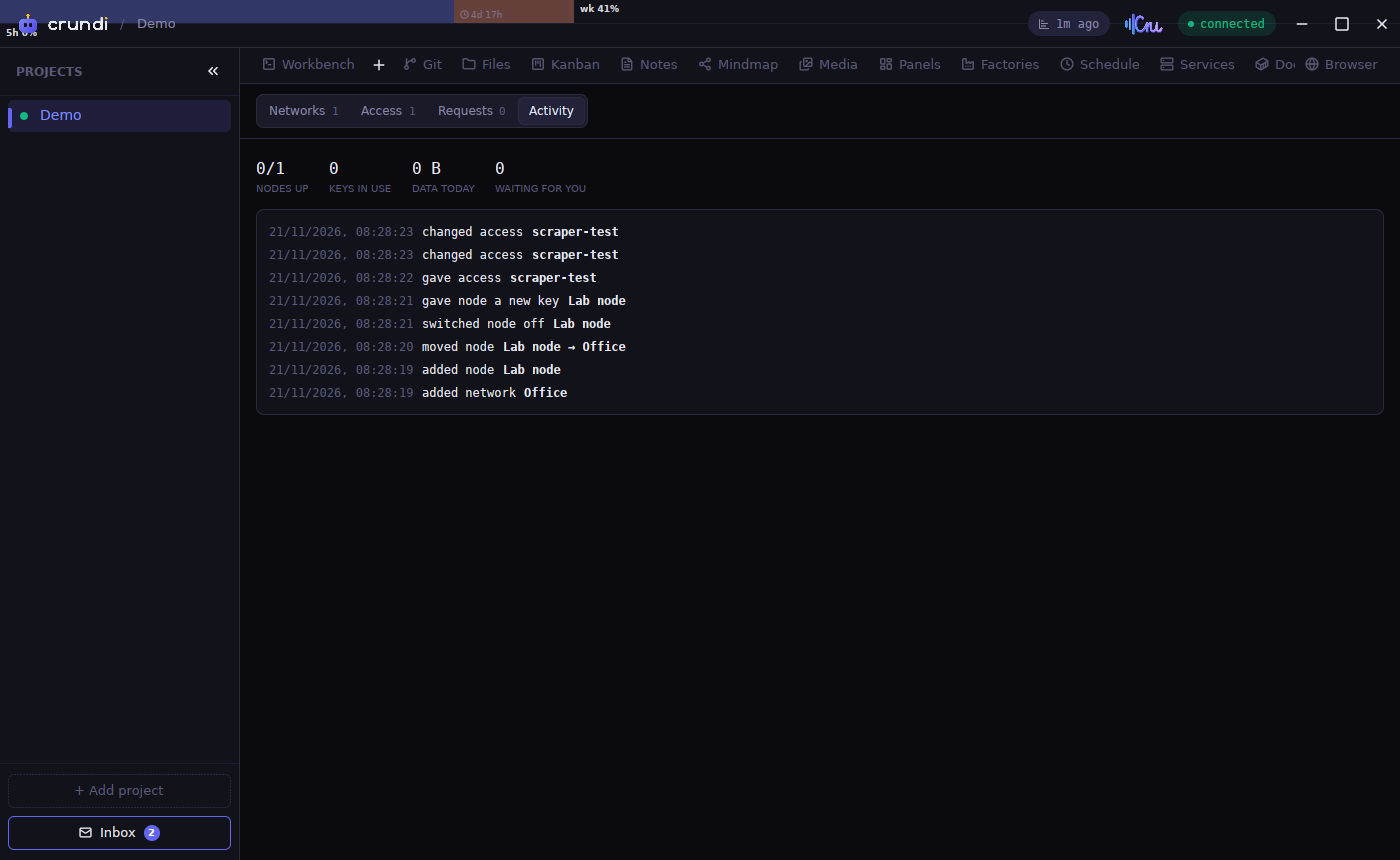 4d 17h
wk 41%
5h
crundi / Demo
1m ago
Cru
connected
PROJECTS
Workbench
Git
Files
Kanban
Notes
Mindmap
Media
Panels
Factories
Schedule
Services
Doc
Browser
Demo
Networks 1
Access 1
Requests 0
Activity
0/1
NODES UP
0
KEYS IN USE
0 B
DATA TODAY
0
WAITING FOR YOU
21/11/2026, 08:28:23 changed access scraper-test
21/11/2026, 08:28:23 changed access scraper-test
21/11/2026, 08:28:22 gave access scraper-test
21/11/2026, 08:28:21 gave node a new key Lab node
21/11/2026, 08:28:21 switched node off Lab node
21/11/2026, 08:28:20 moved node Lab node → Office
21/11/2026, 08:28:19 added node Lab node
21/11/2026, 08:28:19 added network Office
+ Add project
Inbox 2